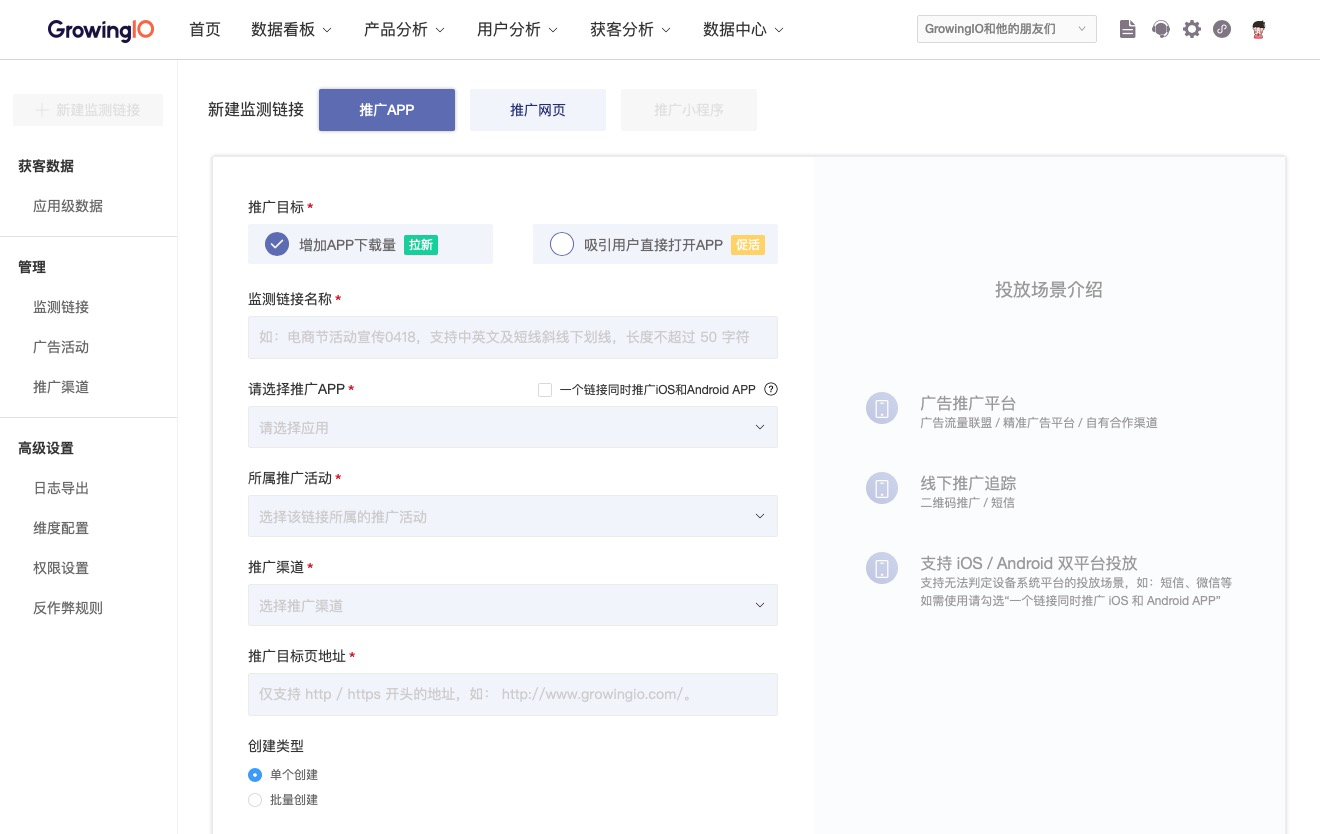 GrowingIO 首页 数据看板 产品分析 用户分析 获客分析 数据中心 GrowingIO和他的朋友们
新建监测链接
获客数据
应用级数据
管理
监测链接
广告活动
推广渠道
高级设置
日志导出
维度配置
权限设置
反作弊规则
新建监测链接 推广APP 推广网页 推广小程序
推广目标*
增加APP下载量 拉新 吸引用户直接打开APP 促活
监测链接名称*
如：电商节活动宣传0418，支持中英文及短线斜线下划线，长度不超过 50 字符
请选择推广APP* 一个链接同时推广iOS和Android APP ?
请选择应用
所属推广活动*
选择该链接所属的推广活动
推广渠道*
选择推广渠道
推广目标页地址*
仅支持 http / https 开头的地址，如： http://www.growingio.com/。
创建类型
单个创建
批量创建
投放场景介绍
广告推广平台
广告流量联盟 / 精准广告平台 / 自有合作渠道
线下推广追踪
二维码推广 / 短信
支持 iOS / Android 双平台投放
支持无法判定设备系统平台的投放场景，如：短信、微信等
如需使用请勾选“一个链接同时推广 iOS 和 Android APP”